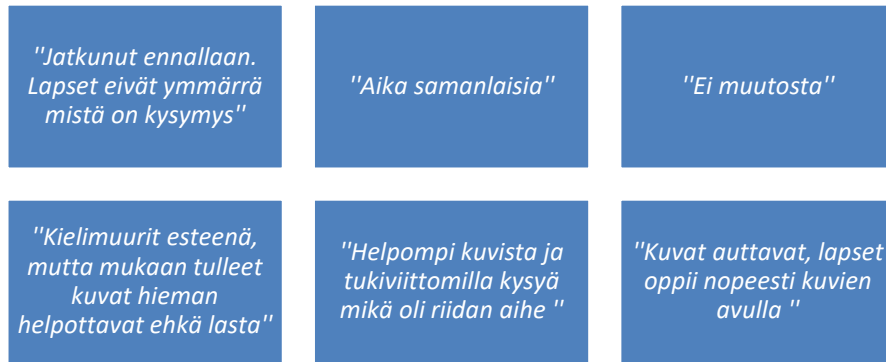 "Jatkunut ennallaan.
Lapset eivät ymmärrä
mistä on kysymys"
"Aika samanlaisia"
"Ei muutosta"
"Kielimuurit esteenä,
mutta mukaan tulleet
kuvat hieman
helpottavat ehkä lasta"
"Helpompi kuvista ja
tukiviittomilla kysyä
mikä oli riidan aihe "
"Kuvat auttavat, lapset
oppii nopeesti kuvien
avulla "